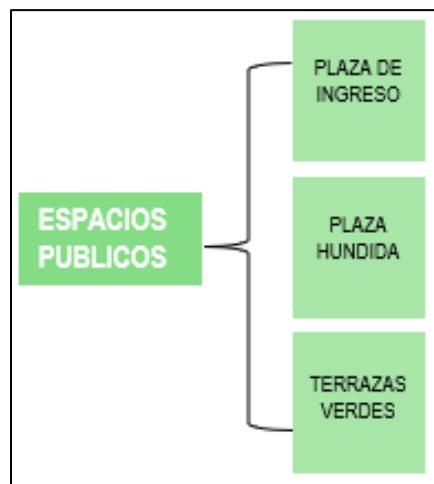 ESPACIOS
PUBLICOS
PLAZA DE
INGRESO
PLAZA
HUNDIDA
TERRAZAS
VERDES